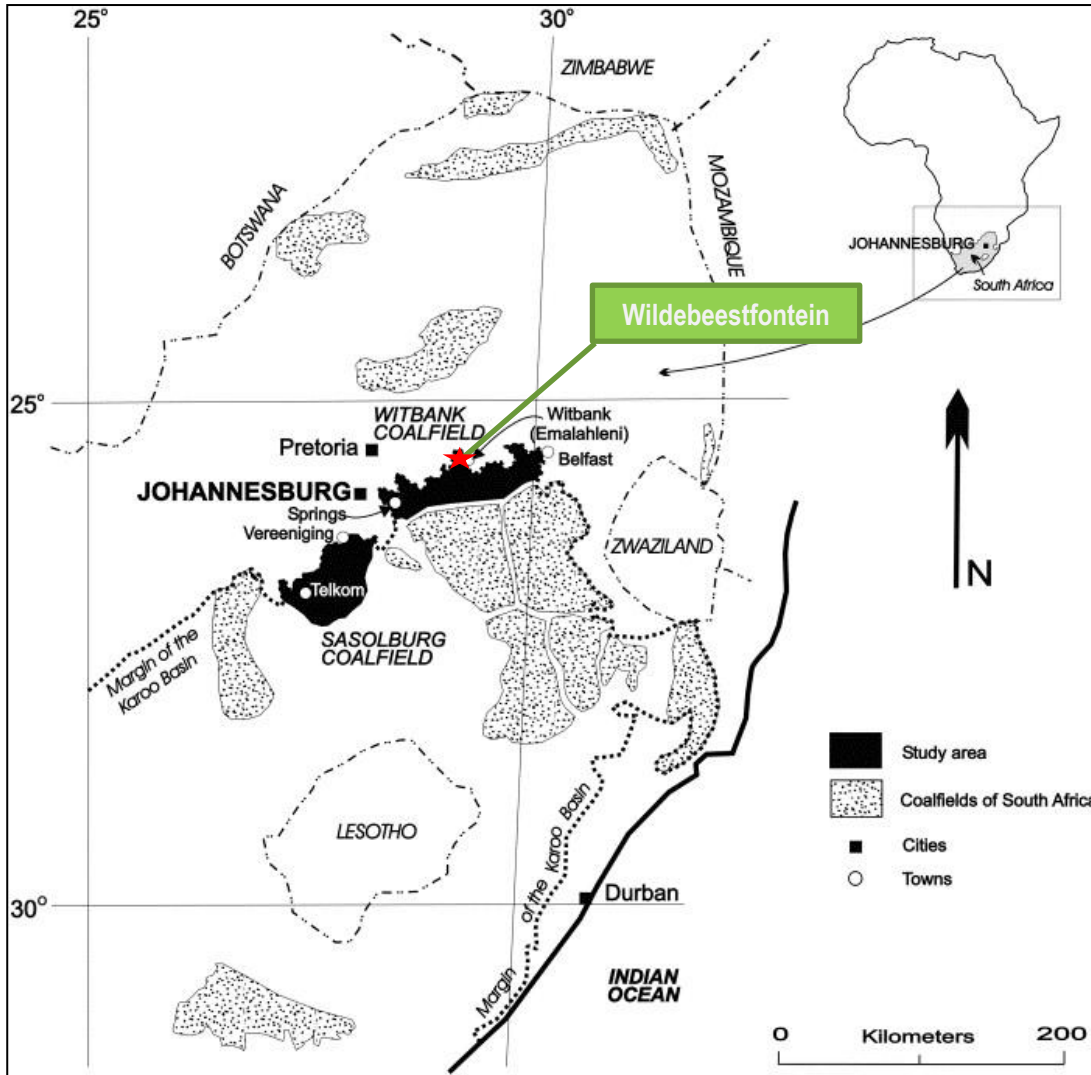 25°
30°
ZIMBABWE
BOTSWANA
MOZAMBIQUE
JOHANNESBURG
South Africa
Wildebeestfontein
25°
WITBANK
COALFIELD
Witbank
(Emalahleni)
Belfast
Pretoria
JOHANNESBURG
Springs
Vereeniging
ZWAZILAND
N
Telkom
SASOLBURG
COALFIELD
Margin of the
Karoo Basin
Study area
Coalfields of South Africa
Cities
Towns
LESOTHO
Margin of the Karoo Basin
30°
Durban
INDIAN
OCEAN
0 Kilometers 200